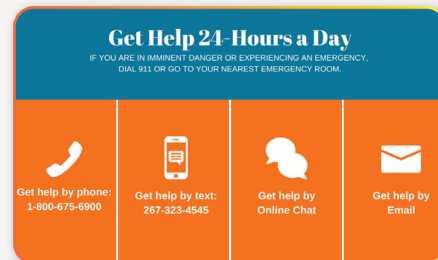 Get Help 24-Hours a Day
IF YOU ARE IN IMMINENT DANGER OR EXPERIENCING AN EMERGENCY,
DIAL 911 OR GO TO YOUR NEAREST EMERGENCY ROOM.
Get help by phone:
1-800-675-6900
Get help by text:
267-323-4545
Get help by
Online Chat
Get help by
Email